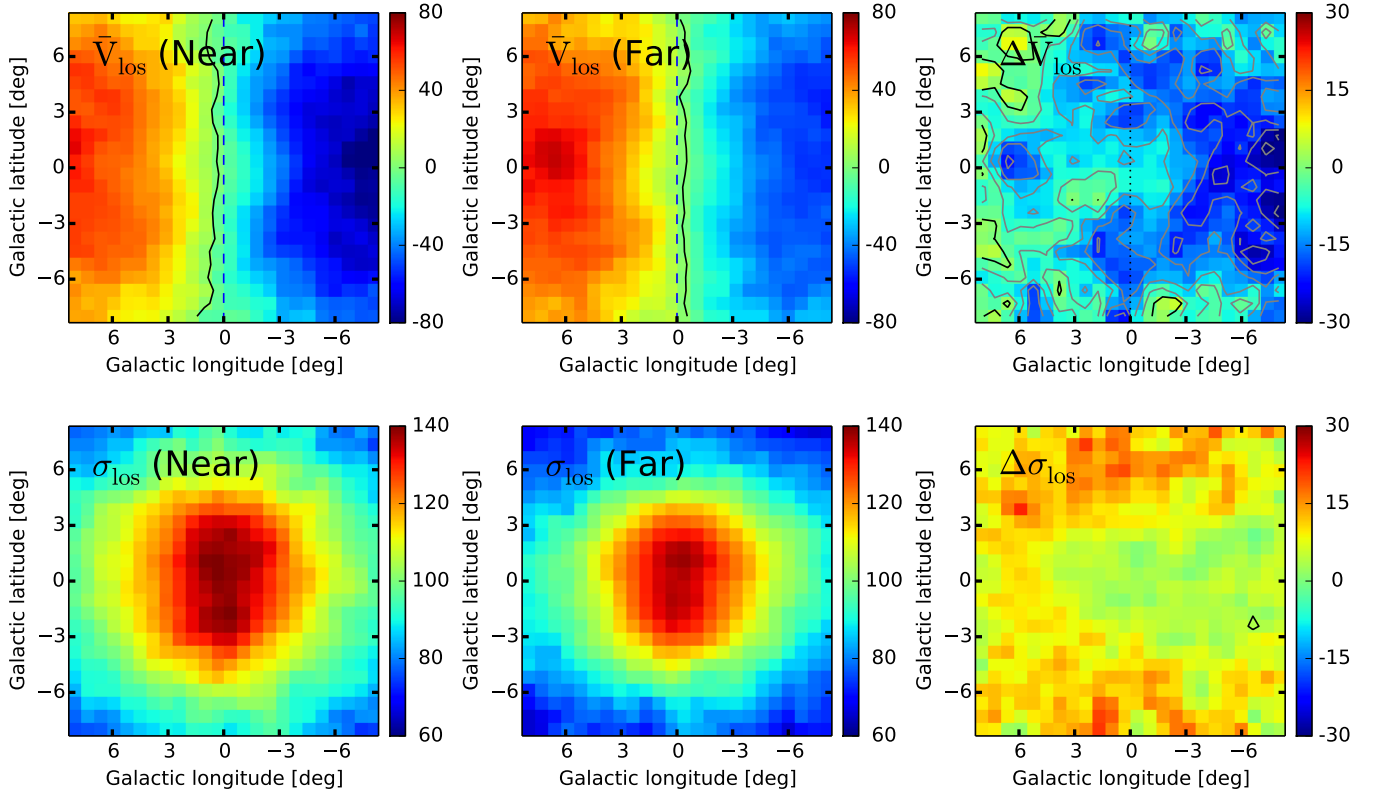 V̄los (Near)
80
40
0
−40
−80
6
3
0
−3
−6
6 3 0 −3 −6
Galactic longitude [deg]
Galactic latitude [deg]
V̄los (Far)
80
40
0
−40
−80
6
3
0
−3
−6
6 3 0 −3 −6
Galactic longitude [deg]
Galactic latitude [deg]
ΔV̄los
30
15
0
-15
-30
6
3
0
−3
−6
6 3 0 −3 −6
Galactic longitude [deg]
Galactic latitude [deg]
σlos (Near)
140
120
100
80
60
6
3
0
−3
−6
6 3 0 −3 −6
Galactic longitude [deg]
Galactic latitude [deg]
σlos (Far)
140
120
100
80
60
6
3
0
−3
−6
6 3 0 −3 −6
Galactic longitude [deg]
Galactic latitude [deg]
Δσlos
30
15
0
-15
-30
6
3
0
−3
−6
6 3 0 −3 −6
Galactic longitude [deg]
Galactic latitude [deg]